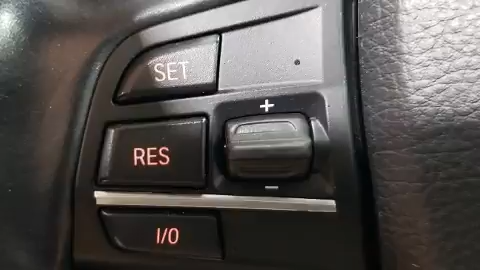 SET
+
RES
–
I/O